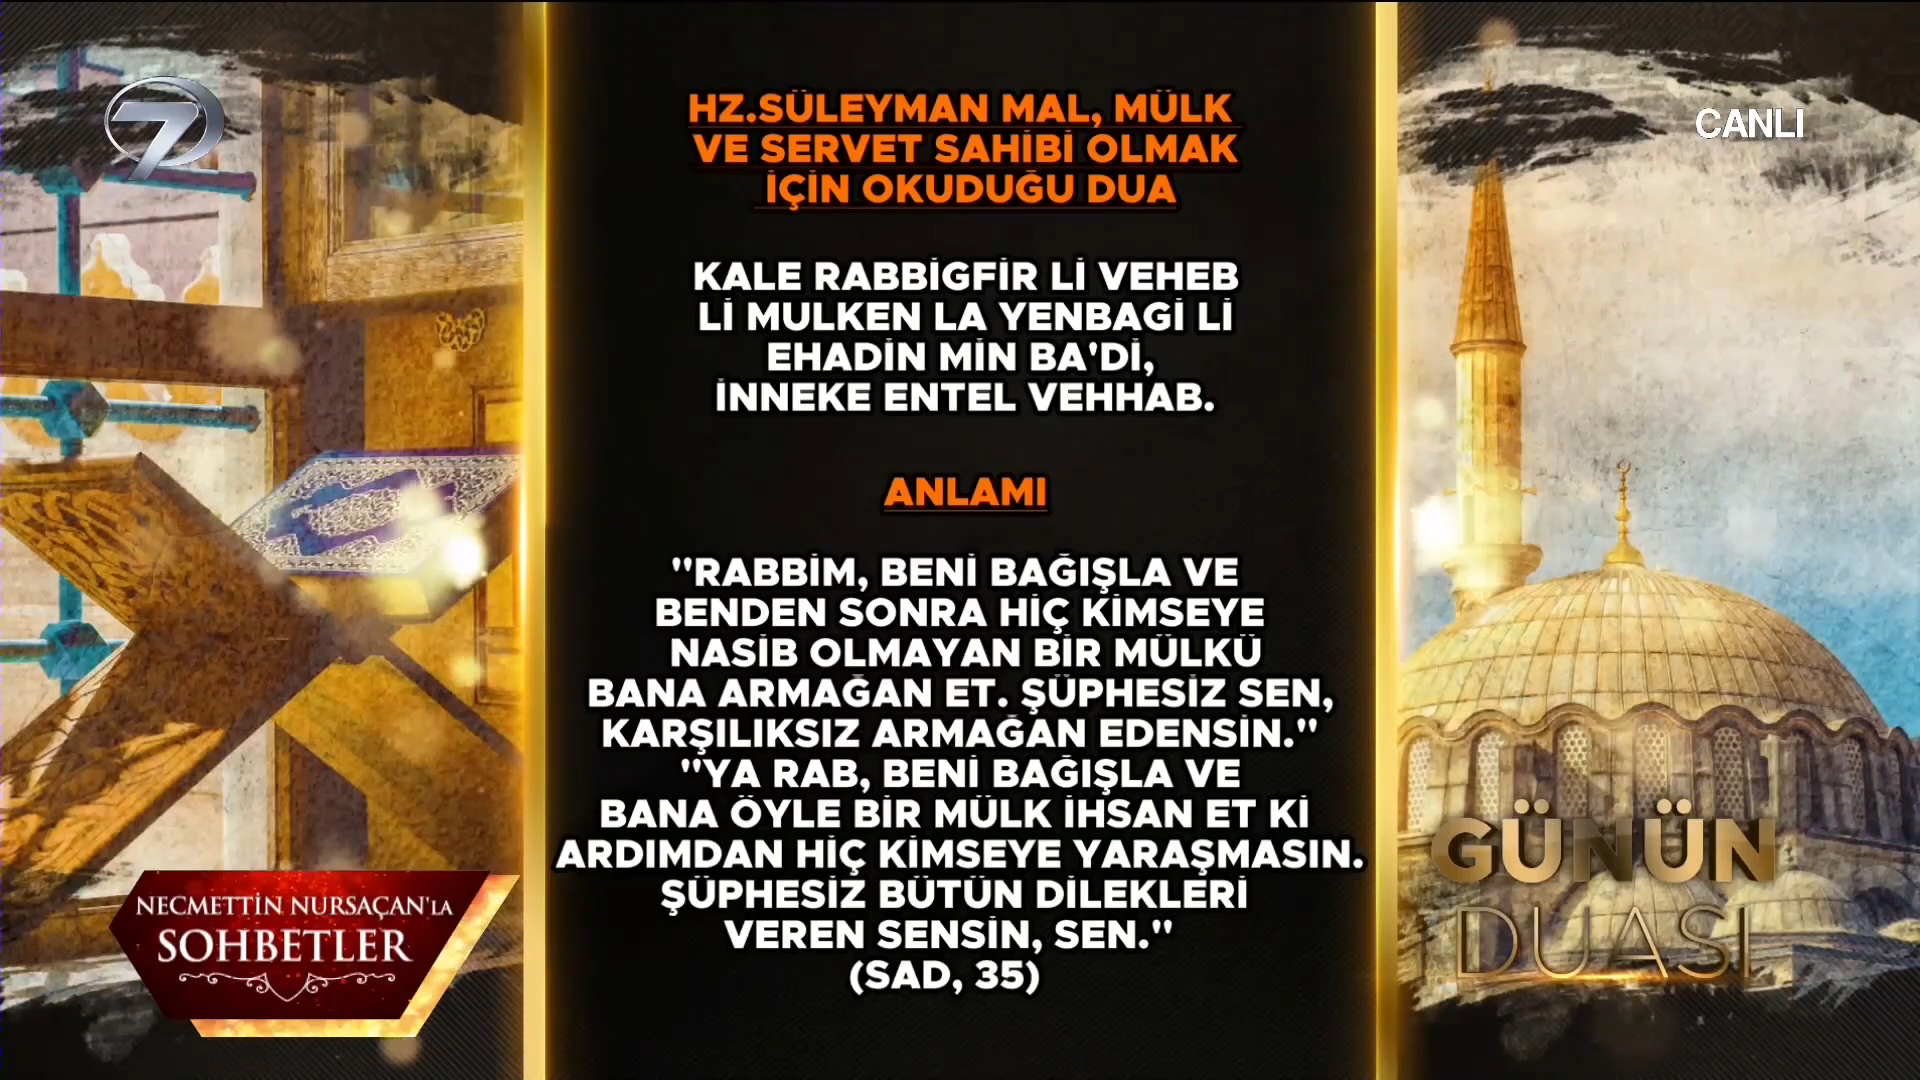 7
CANLI
HZ.SÜLEYMAN MAL, MÜLK
VE SERVET SAHİBİ OLMAK
İÇİN OKUDUĞU DUA
KALE RABBİGFİR Lİ VEHEB
Lİ MULKEN LA YENBAGİ Lİ
EHADİN MİN BA'Dİ,
İNNEKE ENTEL VEHHAB.
ANLAMI
"RABBİM, BENİ BAĞIŞLA VE
BENDEN SONRA HİÇ KİMSEYE
NASİB OLMAYAN BİR MÜLKÜ
BANA ARMAĞAN ET. ŞÜPHESİZ SEN,
KARŞILIKSIZ ARMAĞAN EDENSİN."
"YA RAB, BENİ BAĞIŞLA VE
BANA ÖYLE BİR MÜLK İHSAN ET Kİ
ARDIMDAN HİÇ KİMSEYE YARAŞMASIN.
ŞÜPHESİZ BÜTÜN DİLEKLERİ
VEREN SENSİN, SEN."
(SAD, 35)
NECMETTİN NURSAÇAN'LA
SOHBETLER
GÜNÜN
DUASI